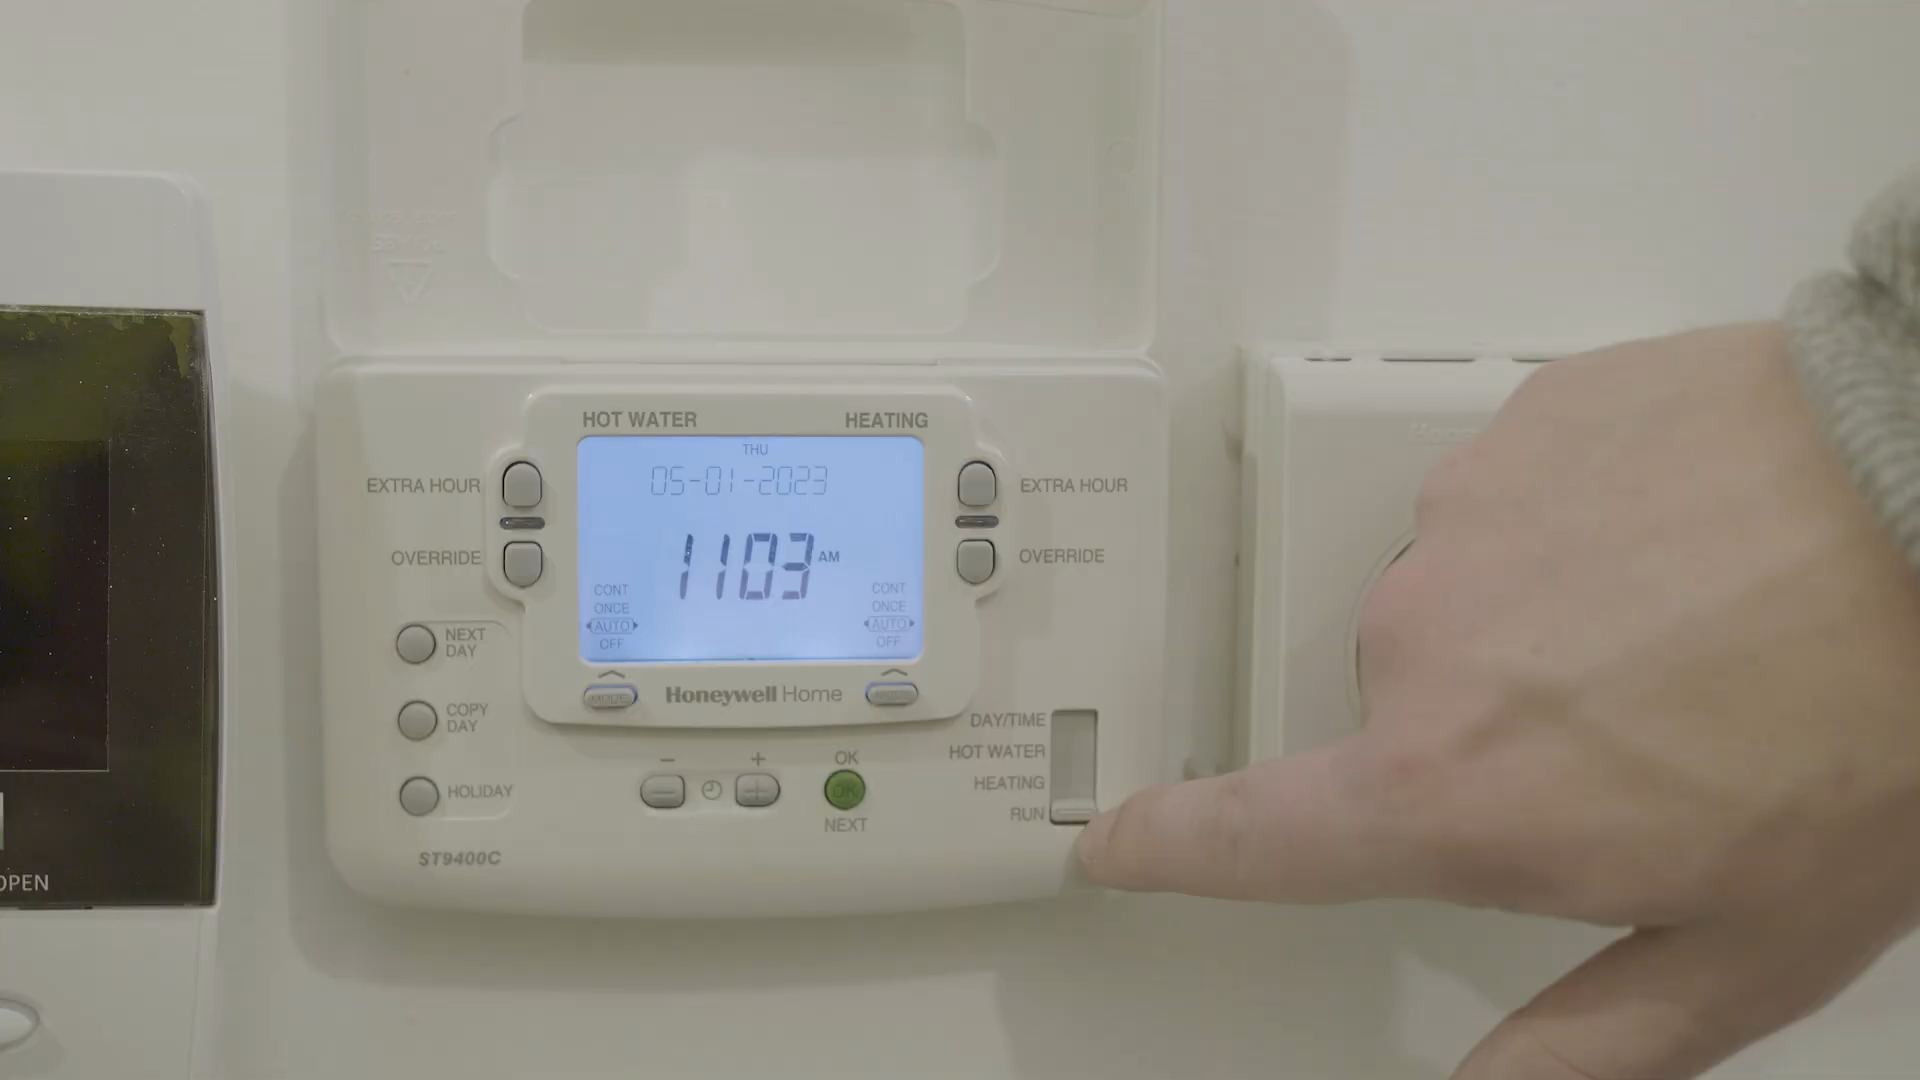 HOT WATER HEATING
THU
05-01-2023
EXTRA HOUR
EXTRA HOUR
1103 AM
OVERRIDE
OVERRIDE
CONT
ONCE
AUTO
OFF
CONT
ONCE
AUTO
OFF
NEXT
DAY
MODE
Honeywell Home
MODE
COPY
DAY
DAY/TIME
HOT WATER
HEATING
RUN
- +
OK
OK
NEXT
HOLIDAY
ST9400C
OPEN